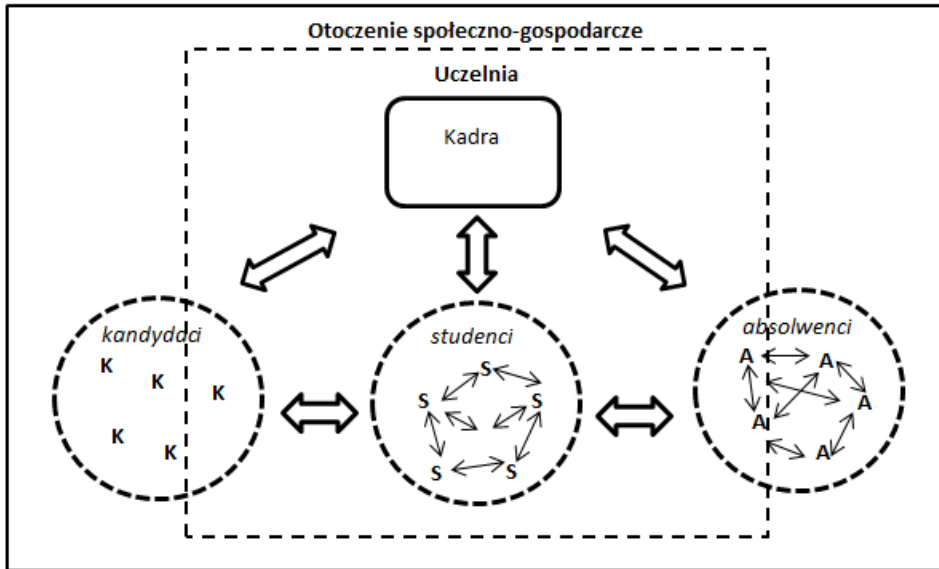 Otoczenie społeczno-gospodarcze
Uczelnia
Kadra
kandydaci
K
K
K
K
K
studenci
S
S
S
S
S
absolwenci
A
A
A
A
A